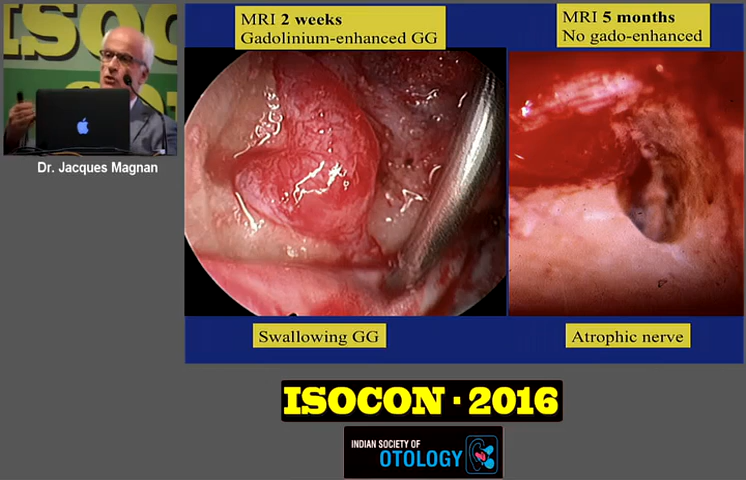 ISOC
Dr. Jacques Magnan
MRI 2 weeks
Gadolinium-enhanced GG
MRI 5 months
No gado-enhanced
Swallowing GG
Atrophic nerve
ISOCON · 2016
INDIAN SOCIETY OF
OTOLOGY